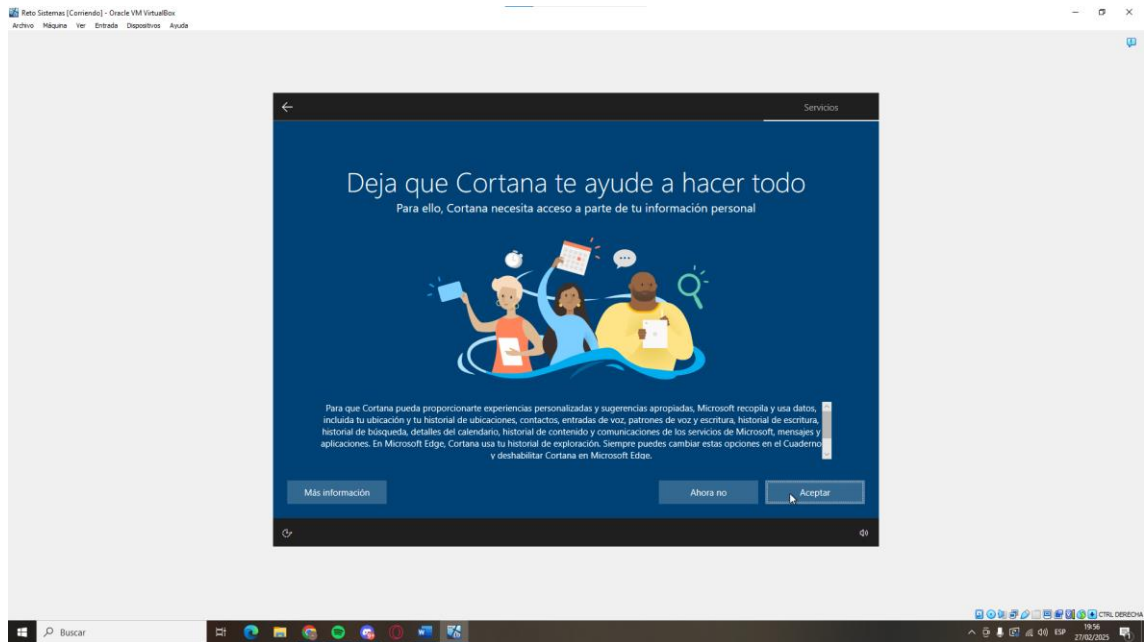 Reto Sistemas [Corriendo] - Oracle VM VirtualBox
Archivo Máquina Ver Entrada Dispositivos Ayuda
Servicios
Deja que Cortana te ayude a hacer todo
Para ello, Cortana necesita acceso a parte de tu información personal
Para que Cortana pueda proporcionarte experiencias personalizadas y sugerencias apropiadas, Microsoft recopila y usa datos,
incluida tu ubicación y tu historial de ubicaciones, contactos, entradas de voz, patrones de voz y escritura, historial de escritura,
historial de búsqueda, detalles del calendario, historial de contenido y comunicaciones de los servicios de Microsoft, mensajes y
aplicaciones. En Microsoft Edge, Cortana usa tu historial de exploración. Siempre puedes cambiar estas opciones en el Cuaderno
y deshabilitar Cortana en Microsoft Edge.
Más información
Ahora no
Aceptar
CTRL DERECHA
Buscar
ESP
19:56
27/02/2025